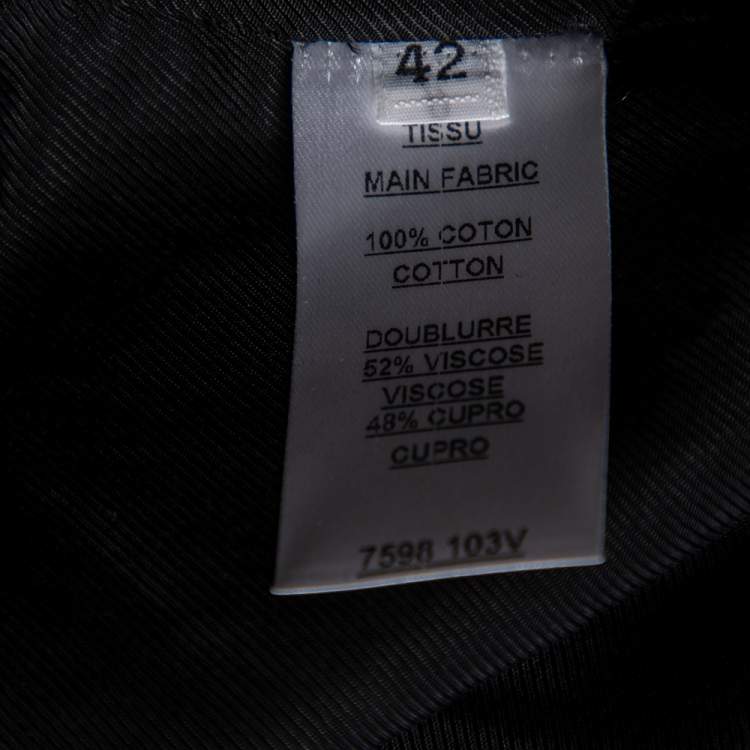 42
TISSU
MAIN FABRIC
100% COTON
COTTON
DOUBLURRE
52% VISCOSE
VISCOSE
48% CUPRO
CUPRO
7598 103V